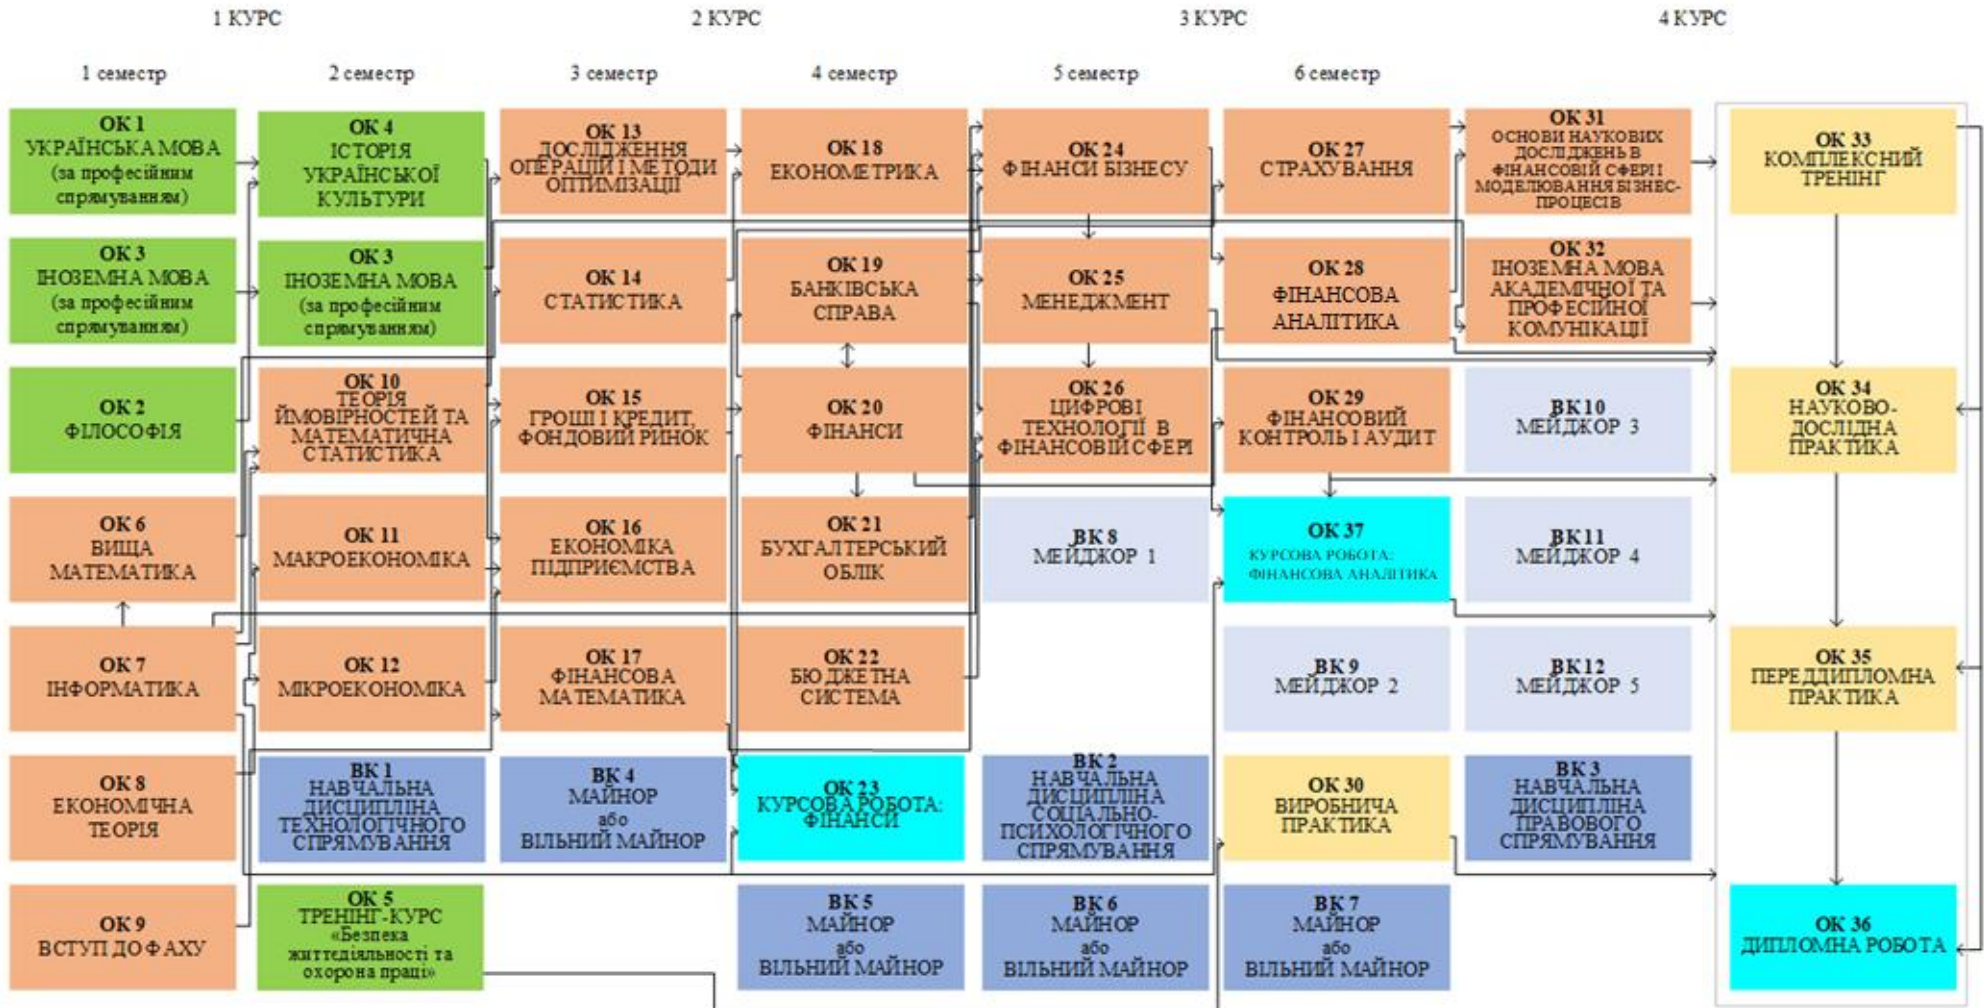 1 КУРС
2 КУРС
3 КУРС
4 КУРС
1 семестр
2 семестр
3 семестр
4 семестр
5 семестр
6 семестр
ОК 1
УКРАЇНСЬКА МОВА
(за професійним
спрямуванням)
ОК 4
ІСТОРІЯ
УКРАЇНСЬКОЇ
КУЛЬТУРИ
ОК 13
ДОСЛІДЖЕННЯ
ОПЕРАЦІЙ І МЕТОДИ
ОПТИМІЗАЦІЇ
ОК 18
ЕКОНОМЕТРИКА
ОК 24
ФІНАНСИ БІЗНЕСУ
ОК 27
СТРАХУВАННЯ
ОК 31
ОСНОВИ НАУКОВИХ
ДОСЛІДЖЕНЬ В
ФІНАНСОВІЙ СФЕРІ І
МОДЕЛЮВАННЯ БІЗНЕС-
ПРОЦЕСІВ
ОК 33
КОМПЛЕКСНИЙ
ТРЕНІНГ
ОК 3
ІНОЗЕМНА МОВА
(за професійним
спрямуванням)
ОК 3
ІНОЗЕМНА МОВА
(за професійним
спрямуванням)
ОК 14
СТАТИСТИКА
ОК 19
БАНКІВСЬКА
СПРАВА
ОК 25
МЕНЕДЖМЕНТ
ОК 28
ФІНАНСОВА
АНАЛІТИКА
ОК 32
ІНОЗЕМНА МОВА
АКАДЕМІЧНОЇ ТА
ПРОФЕСІЙНОЇ
КОМУНІКАЦІЇ
ОК 2
ФІЛОСОФІЯ
ОК 10
ТЕОРІЯ
ЙМОВІРНОСТЕЙ ТА
МАТЕМАТИЧНА
СТАТИСТИКА
ОК 15
ГРОШІ І КРЕДИТ,
ФОНДОВИЙ РИНОК
ОК 20
ФІНАНСИ
ОК 26
ЦИФРОВІ
ТЕХНОЛОГІЇ В
ФІНАНСОВІЙ СФЕРІ
ОК 29
ФІНАНСОВИЙ
КОНТРОЛЬ І АУДИТ
ВК 10
МЕЙДЖОР 3
ОК 34
НАУКОВО-
ДОСЛІДНА
ПРАКТИКА
ОК 6
ВИЩА
МАТЕМАТИКА
ОК 11
МАКРОЕКОНОМІКА
ОК 16
ЕКОНОМІКА
ПІДПРИЄМСТВА
ОК 21
БУХГАЛТЕРСЬКИЙ
ОБЛІК
ВК 8
МЕЙДЖОР 1
ОК 37
КУРСОВА РОБОТА:
ФІНАНСОВА АНАЛІТИКА
ВК 11
МЕЙДЖОР 4
ОК 7
ІНФОРМАТИКА
ОК 12
МІКРОЕКОНОМІКА
ОК 17
ФІНАНСОВА
МАТЕМАТИКА
ОК 22
БЮДЖЕТНА
СИСТЕМА
ВК 9
МЕЙДЖОР 2
ВК 12
МЕЙДЖОР 5
ОК 35
ПЕРЕДДИПЛОМНА
ПРАКТИКА
ОК 8
ЕКОНОМІЧНА
ТЕОРІЯ
ВК 1
НАВЧАЛЬНА
ДИСЦИПЛІНА
ТЕХНОЛОГІЧНОГО
СПРЯМУВАННЯ
ВК 4
МАЙНОР
або
ВІЛЬНИЙ МАЙНОР
ОК 23
КУРСОВА РОБОТА:
ФІНАНСИ
ВК 2
НАВЧАЛЬНА
ДИСЦИПЛІНА
СОЦІАЛЬНО-
ПСИХОЛОГІЧНОГО
СПРЯМУВАННЯ
ОК 30
ВИРОБНИЧА
ПРАКТИКА
ВК 3
НАВЧАЛЬНА
ДИСЦИПЛІНА
ПРАВОВОГО
СПРЯМУВАННЯ
ОК 9
ВСТУП ДО ФАХУ
ОК 5
ТРЕНІНГ-КУРС
«Безпека
життєдіяльності та
охорона праці»
ВК 5
МАЙНОР
або
ВІЛЬНИЙ МАЙНОР
ВК 6
МАЙНОР
або
ВІЛЬНИЙ МАЙНОР
ВК 7
МАЙНОР
або
ВІЛЬНИЙ МАЙНОР
ОК 36
ДИПЛОМНА РОБОТА